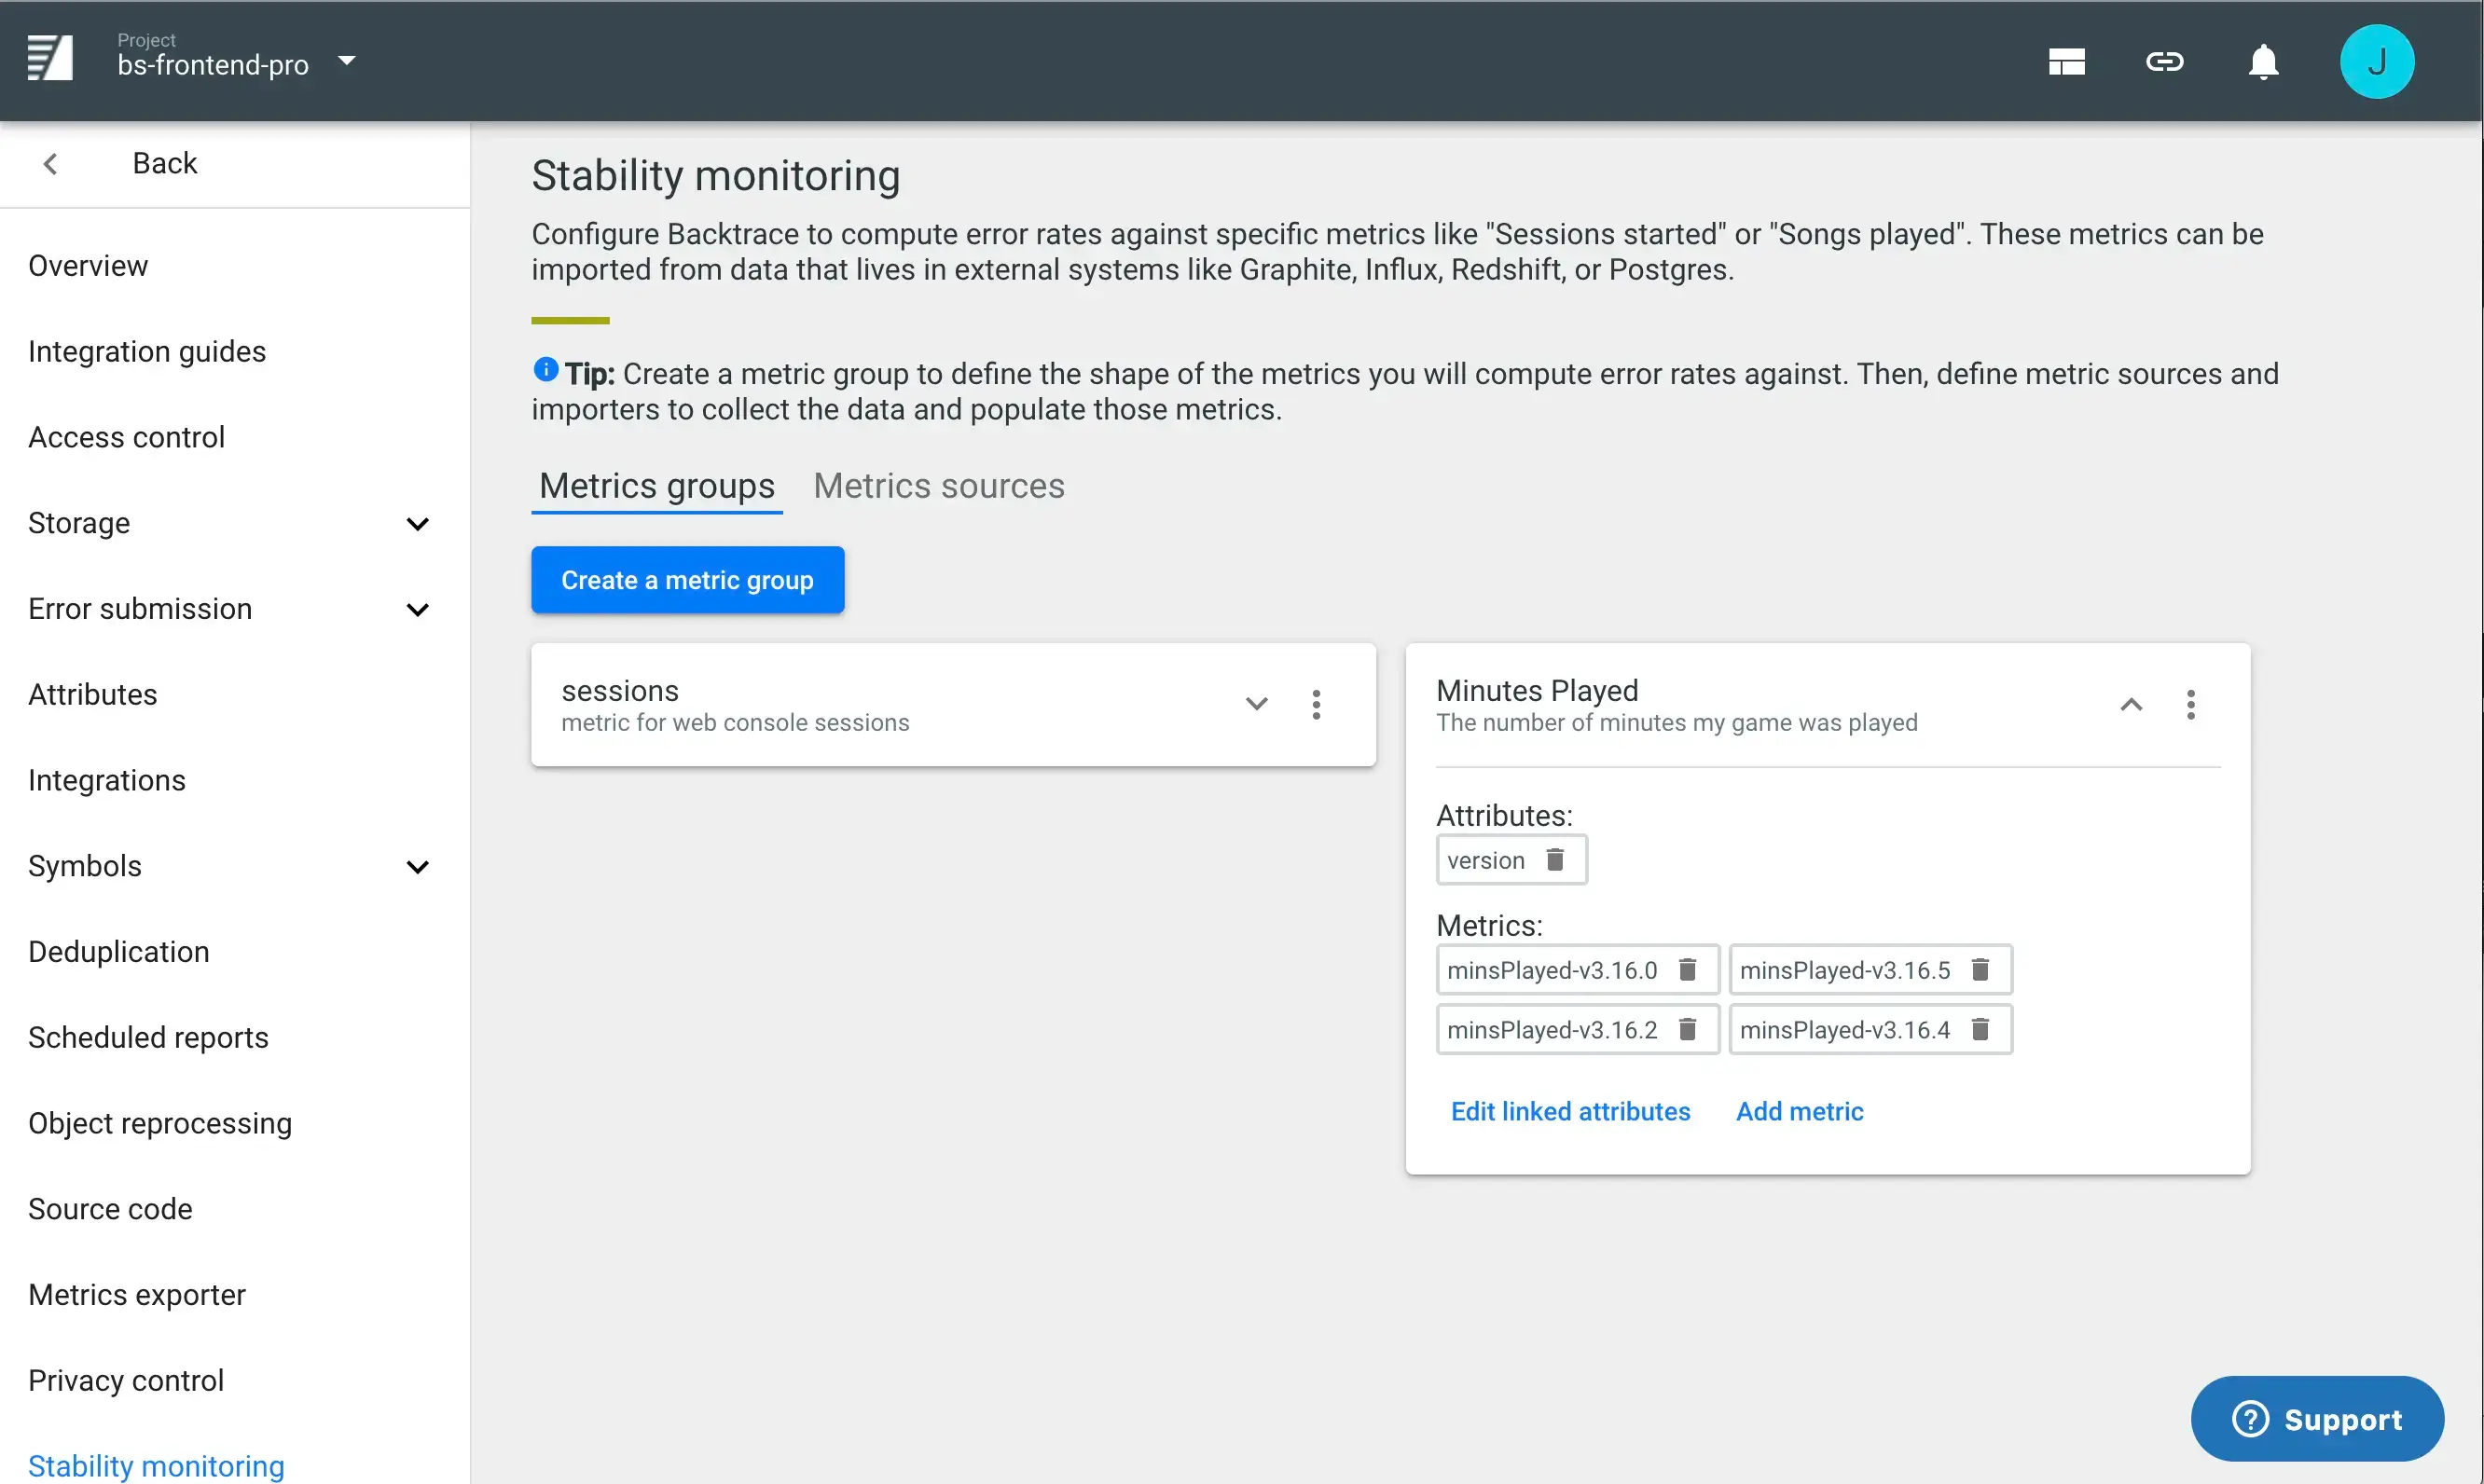 Project
bs-frontend-pro
J
Back
Overview
Integration guides
Access control
Storage
Error submission
Attributes
Integrations
Symbols
Deduplication
Scheduled reports
Object reprocessing
Source code
Metrics exporter
Privacy control
Stability monitoring
Stability monitoring
Configure Backtrace to compute error rates against specific metrics like "Sessions started" or "Songs played". These metrics can be
imported from data that lives in external systems like Graphite, Influx, Redshift, or Postgres.
Tip: Create a metric group to define the shape of the metrics you will compute error rates against. Then, define metric sources and
importers to collect the data and populate those metrics.
Metrics groups Metrics sources
Create a metric group
sessions
metric for web console sessions
Minutes Played
The number of minutes my game was played
Attributes:
version
Metrics:
minsPlayed-v3.16.0 minsPlayed-v3.16.5
minsPlayed-v3.16.2 minsPlayed-v3.16.4
Edit linked attributes Add metric
Support